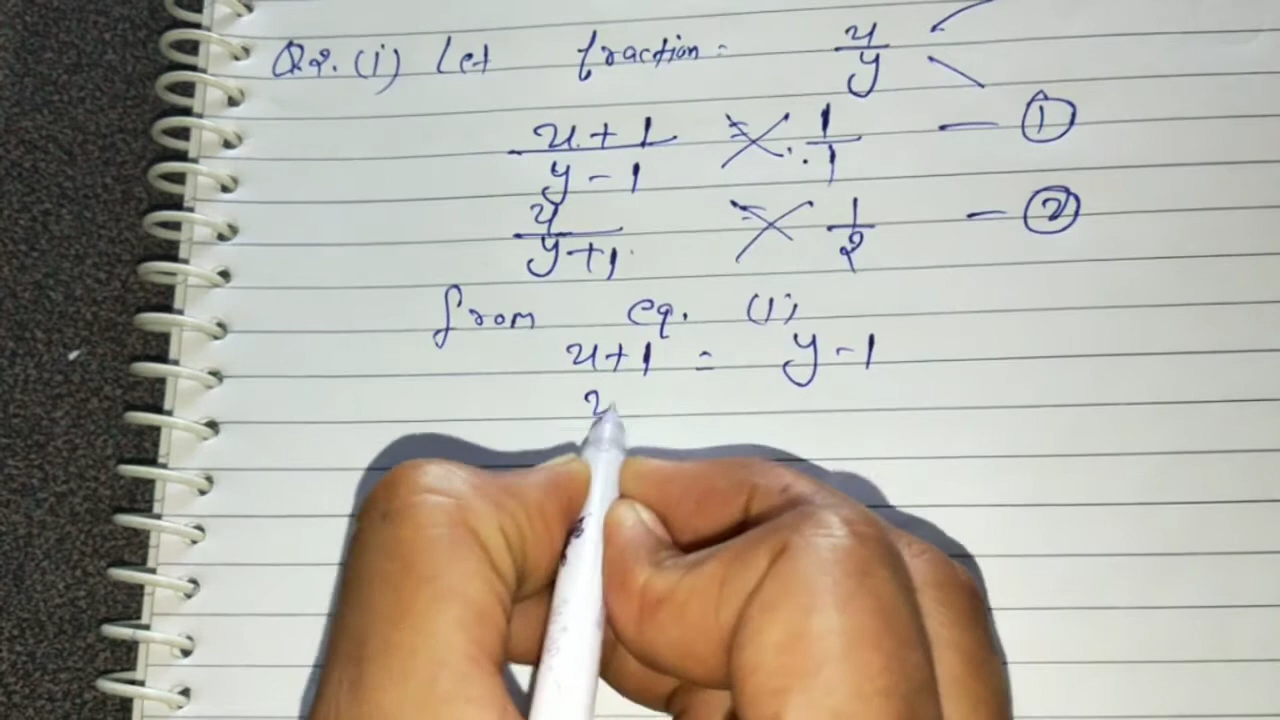 Q2. (i) Let fraction = x/y
x + 1 / y - 1 = 1/1 — ①
x / y + 1 = 1/2 — ②
from eq. (1)
x + 1 = y - 1
x